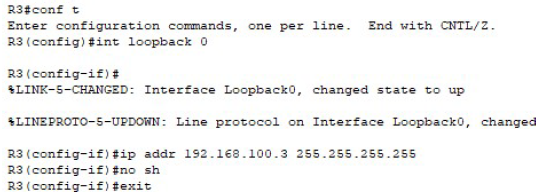 R3#conf t
Enter configuration commands, one per line.  End with CNTL/Z.
R3(config)#int loopback 0
R3(config-if)#
%LINK-5-CHANGED: Interface Loopback0, changed state to up
%LINEPROTO-5-UPDOWN: Line protocol on Interface Loopback0, changed
R3(config-if)#ip addr 192.168.100.3 255.255.255.255
R3(config-if)#no sh
R3(config-if)#exit